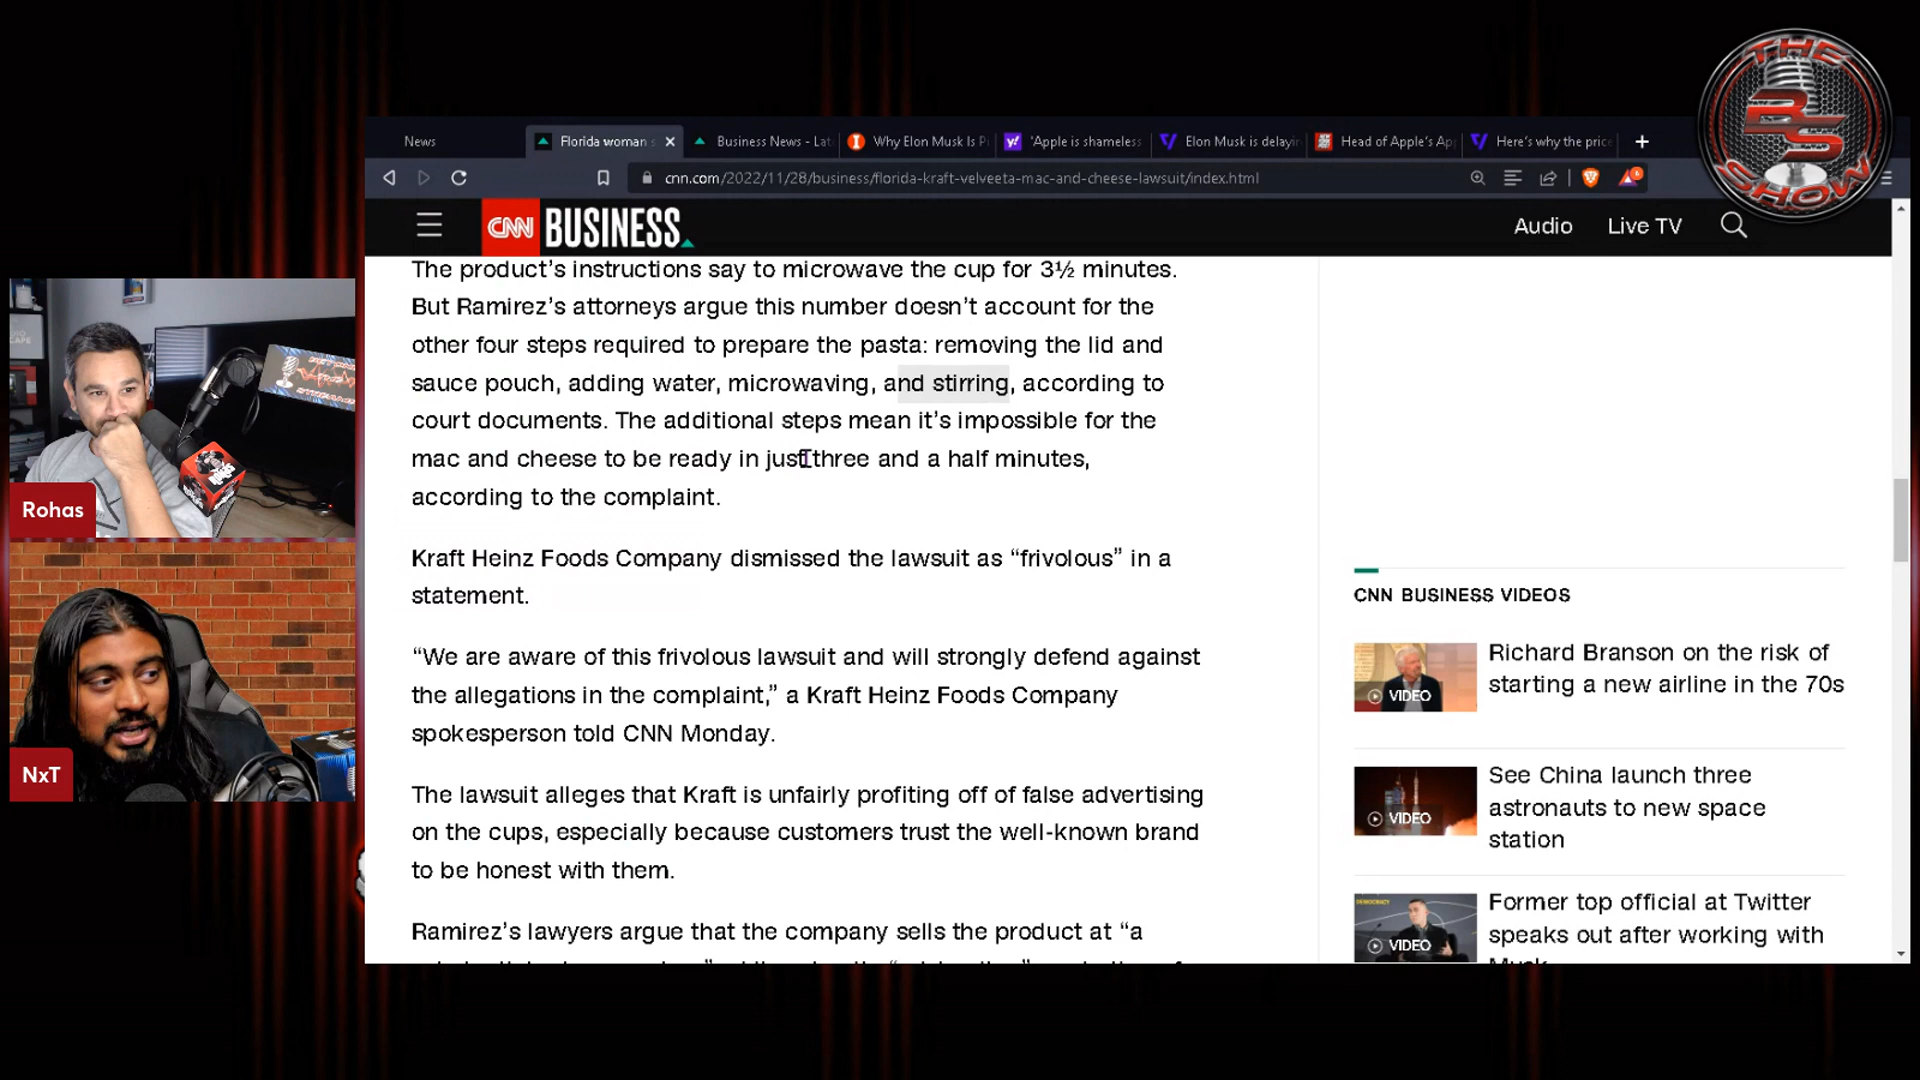 THE
BS
SHOW
News
Florida woman s
Business News - Lat
Why Elon Musk Is P
'Apple is shameless
Elon Musk is delayin
Head of Apple's Ap
Here's why the price
cnn.com/2022/11/28/business/florida-kraft-velveeta-mac-and-cheese-lawsuit/index.html
CNN BUSINESS
Audio
Live TV
The product's instructions say to microwave the cup for 3½ minutes.
But Ramirez's attorneys argue this number doesn't account for the
other four steps required to prepare the pasta: removing the lid and
sauce pouch, adding water, microwaving, and stirring, according to
court documents. The additional steps mean it's impossible for the
mac and cheese to be ready in just three and a half minutes,
according to the complaint.
Kraft Heinz Foods Company dismissed the lawsuit as “frivolous” in a
statement.
“We are aware of this frivolous lawsuit and will strongly defend against
the allegations in the complaint,” a Kraft Heinz Foods Company
spokesperson told CNN Monday.
The lawsuit alleges that Kraft is unfairly profiting off of false advertising
on the cups, especially because customers trust the well-known brand
to be honest with them.
Ramirez's lawyers argue that the company sells the product at “a
CNN BUSINESS VIDEOS
VIDEO
Richard Branson on the risk of
starting a new airline in the 70s
VIDEO
See China launch three
astronauts to new space
station
DEMOCRACY
VIDEO
Former top official at Twitter
speaks out after working with
Musk
Rohas
NxT